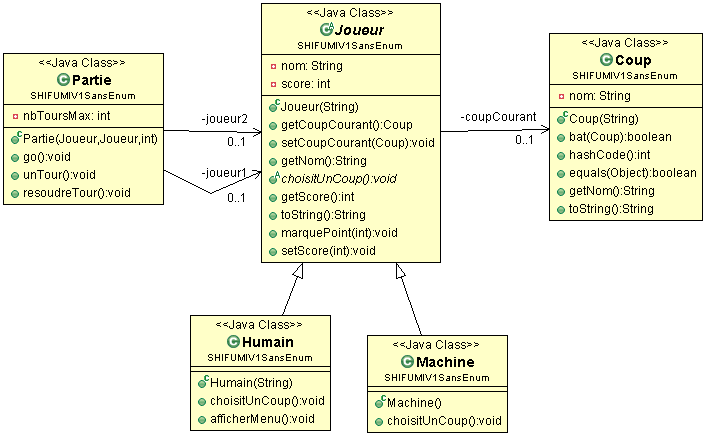 <<Java Class>>
Partie
SHIFUMIV1SansEnum
nbToursMax: int
Partie(Joueur,Joueur,int)
go():void
unTour():void
resoudreTour():void
-joueur2
0..1
-joueur1
0..1
<<Java Class>>
Joueur
SHIFUMIV1SansEnum
nom: String
score: int
Joueur(String)
getCoupCourant():Coup
setCoupCourant(Coup):void
getNom():String
choisitUnCoup():void
getScore():int
toString():String
marquePoint(int):void
setScore(int):void
-coupCourant
0..1
<<Java Class>>
Coup
SHIFUMIV1SansEnum
nom: String
Coup(String)
bat(Coup):boolean
hashCode():int
equals(Object):boolean
getNom():String
toString():String
<<Java Class>>
Humain
SHIFUMIV1SansEnum
Humain(String)
choisitUnCoup():void
afficherMenu():void
<<Java Class>>
Machine
SHIFUMIV1SansEnum
Machine()
choisitUnCoup():void